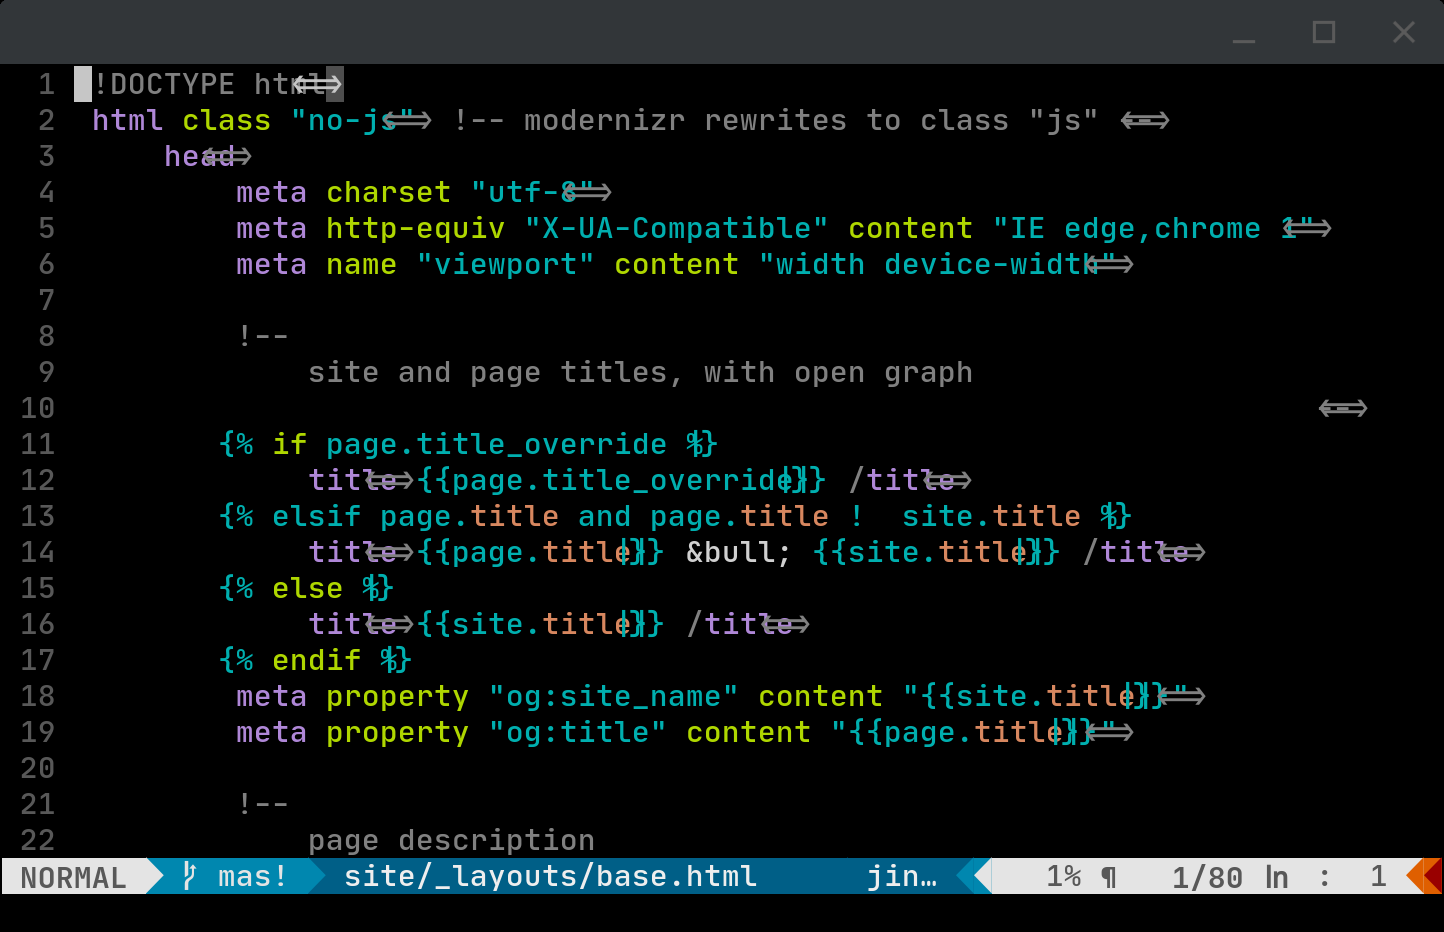 1 !DOCTYPE html⟺
2 html class "no-js"⟺ !-- modernizr rewrites to class "js" ⟺
3 head⟺
4 meta charset "utf-8"⟺
5 meta http-equiv "X-UA-Compatible" content "IE edge,chrome 1"⟺
6 meta name "viewport" content "width device-width"⟺
7
8 !--
9 site and page titles, with open graph
10 ⟺
11 {% if page.title_override %}
12 title⟺{{page.title_override}} /title⟺
13 {% elsif page.title and page.title !  site.title %}
14 title⟺{{page.title}} &bull; {{site.title}} /title⟺
15 {% else %}
16 title⟺{{site.title}} /title⟺
17 {% endif %}
18 meta property "og:site_name" content "{{site.title}}"⟺
19 meta property "og:title" content "{{page.title}}"⟺
20
21 !--
22 page description
NORMAL mas! site/_layouts/base.html jin… 1% ¶ 1/80 ln : 1